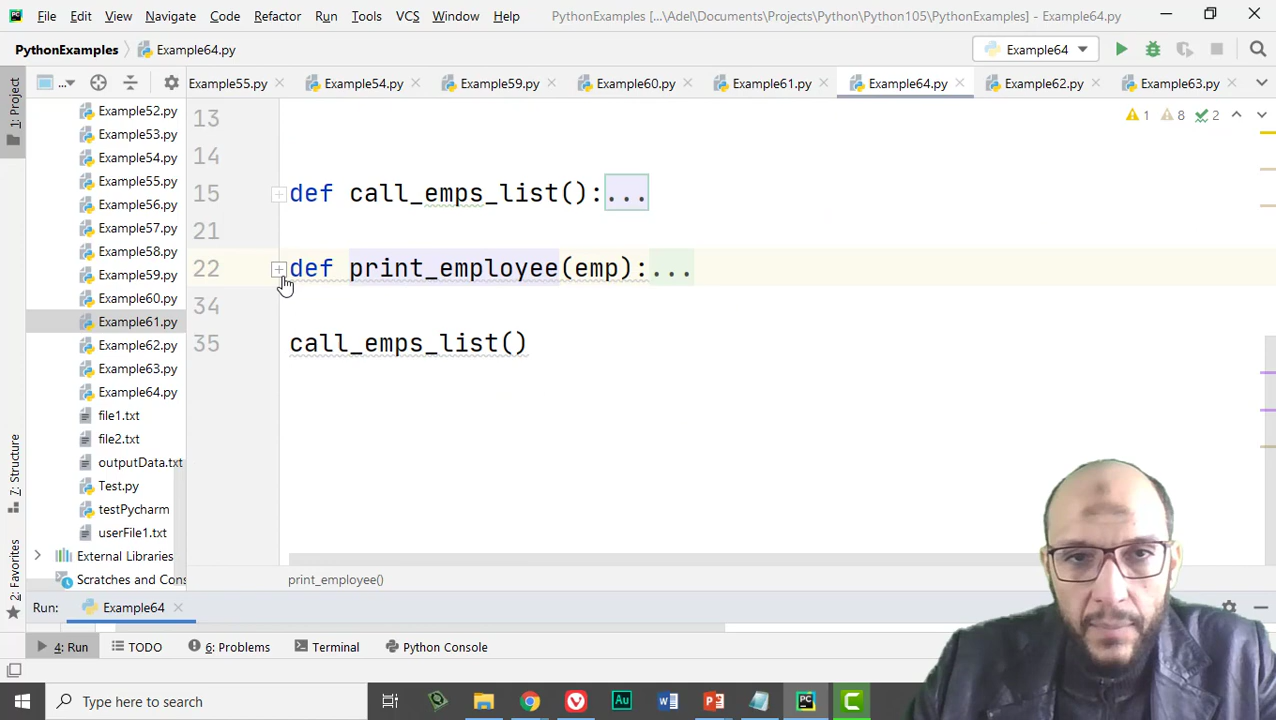 File Edit View Navigate Code Refactor Run Tools VCS Window Help PythonExamples [...\Adel\Documents\Projects\Python\Python105\PythonExamples] - Example64.py
PythonExamples Example64.py Example64
... Example55.py Example54.py Example59.py Example60.py Example61.py Example64.py Example62.py Example63.py
1: Project
7: Structure
2: Favorites
Example52.py
Example53.py
Example54.py
Example55.py
Example56.py
Example57.py
Example58.py
Example59.py
Example60.py
Example61.py
Example62.py
Example63.py
Example64.py
file1.txt
file2.txt
outputData.txt
Test.py
testPycharm
userFile1.txt
External Libraries
Scratches and Cons
1 8 2
13
14
15 def call_emps_list():...
21
22 def print_employee(emp):...
34
35 call_emps_list()
print_employee()
Run: Example64
4: Run TODO 6: Problems Terminal Python Console
Type here to search